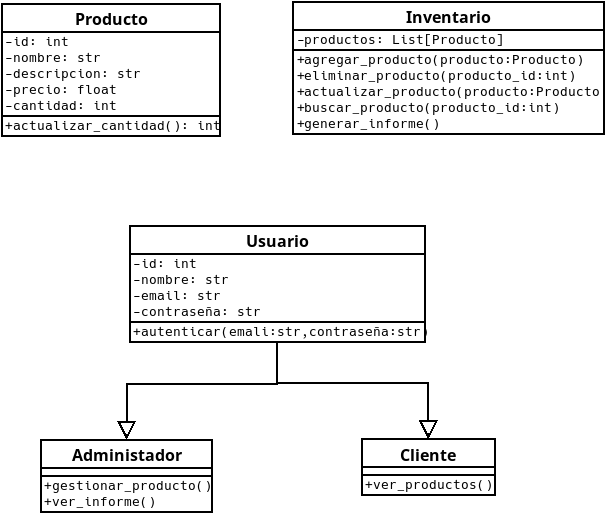 Producto
-id: int
-nombre: str
-descripcion: str
-precio: float
-cantidad: int
+actualizar_cantidad(): int
Inventario
-productos: List[Producto]
+agregar_producto(producto:Producto)
+eliminar_producto(producto_id:int)
+actualizar_producto(producto:Producto
+buscar_producto(producto_id:int)
+generar_informe()
Usuario
-id: int
-nombre: str
-email: str
-contraseña: str
+autenticar(emali:str,contraseña:str)
Administador
+gestionar_producto()
+ver_informe()
Cliente
+ver_productos()